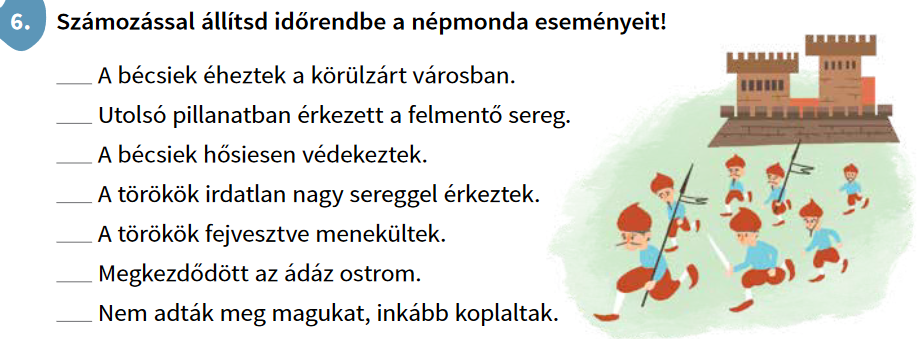 6. Számozással állítsd időrendbe a népmonda eseményeit!
___ A bécsiek éheztek a körülzárt városban.
___ Utolsó pillanatban érkezett a felmentő sereg.
___ A bécsiek hősiesen védekeztek.
___ A törökök irdatlan nagy sereggel érkeztek.
___ A törökök fejvesztve menekültek.
___ Megkezdődött az ádáz ostrom.
___ Nem adták meg magukat, inkább koplaltak.